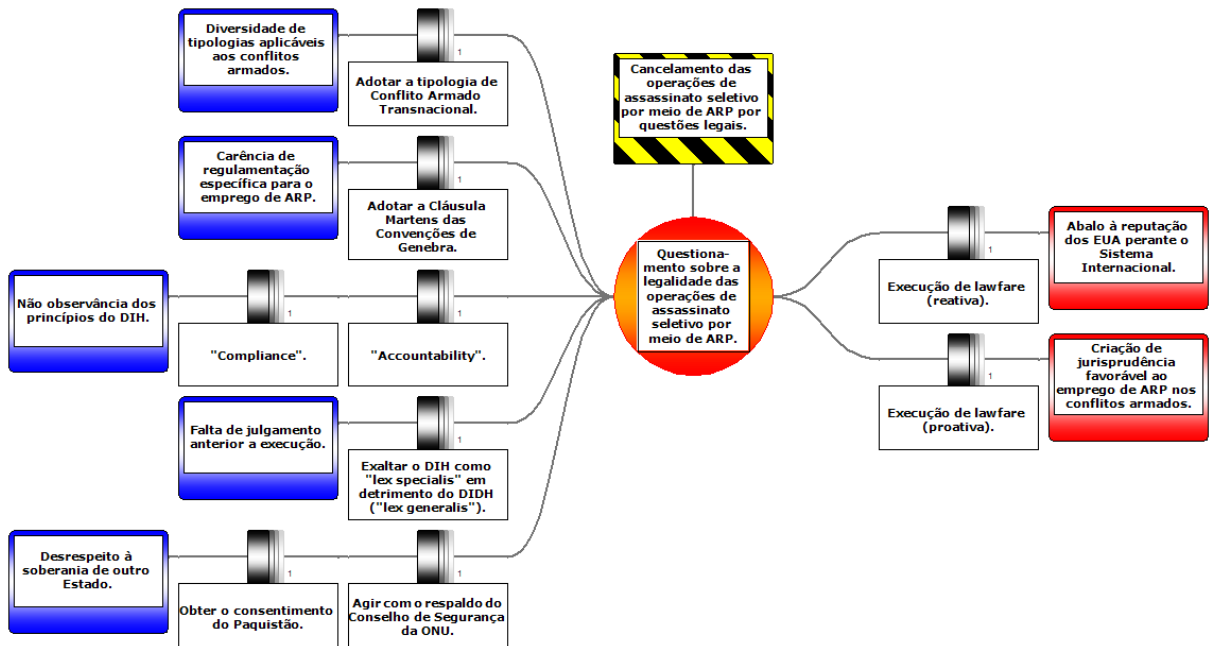 Diversidade de
tipologias aplicáveis
aos conflitos
armados.
1
Adotar a tipologia de
Conflito Armado
Transnacional.
Carência de
regulamentação
específica para o
emprego de ARP.
1
Adotar a Cláusula
Martens das
Convenções de
Genebra.
Não observância dos
princípios do DIH.
1
"Compliance".
1
"Accountability".
Falta de julgamento
anterior a execução.
1
Exaltar o DIH como
"lex specialis" em
detrimento do DIDH
("lex generalis").
Desrespeito à
soberania de outro
Estado.
1
Obter o consentimento
do Paquistão.
1
Agir com o respaldo do
Conselho de Segurança
da ONU.
Cancelamento das
operações de
assassinato seletivo
por meio de ARP por
questões legais.
Questiona-
mento sobre a
legalidade das
operações de
assassinato
seletivo por
meio de ARP.
1
Execução de lawfare
(reativa).
Abalo à reputação
dos EUA perante o
Sistema
Internacional.
1
Execução de lawfare
(proativa).
Criação de
jurisprudência
favorável ao
emprego de ARP nos
conflitos armados.